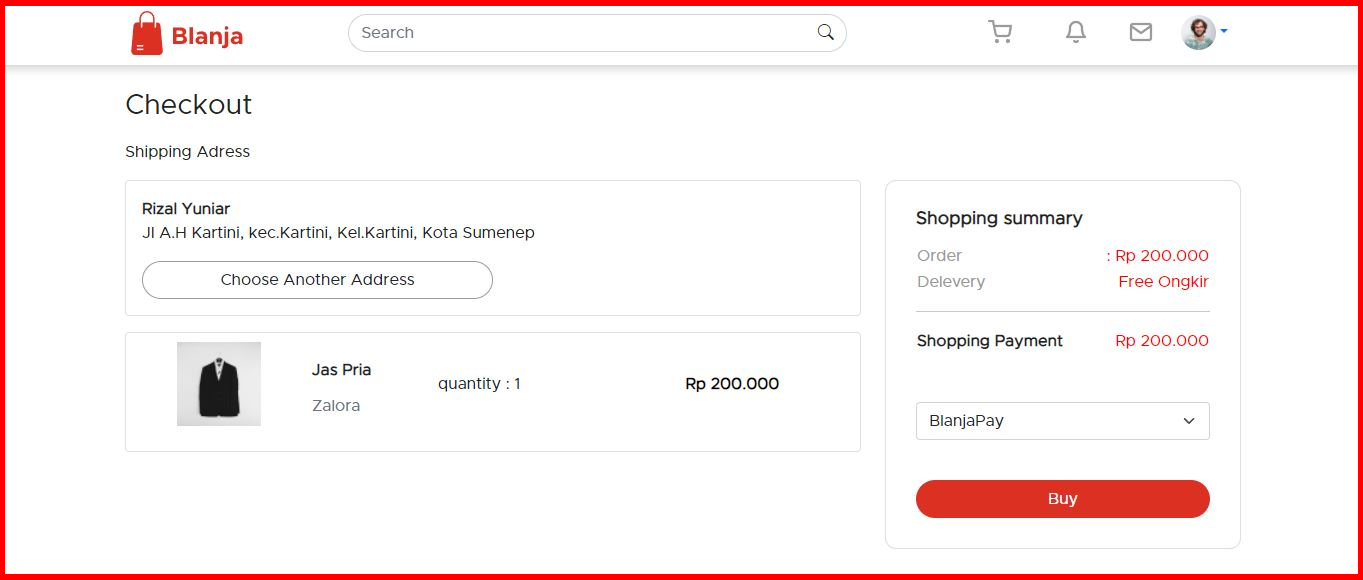 Blanja
Search
Checkout
Shipping Adress
Rizal Yuniar
Jl A.H Kartini, kec.Kartini, Kel.Kartini, Kota Sumenep
Choose Another Address
Jas Pria
Zalora
quantity : 1
Rp 200.000
Shopping summary
Order : Rp 200.000
Delevery Free Ongkir
Shopping Payment Rp 200.000
BlanjaPay
Buy